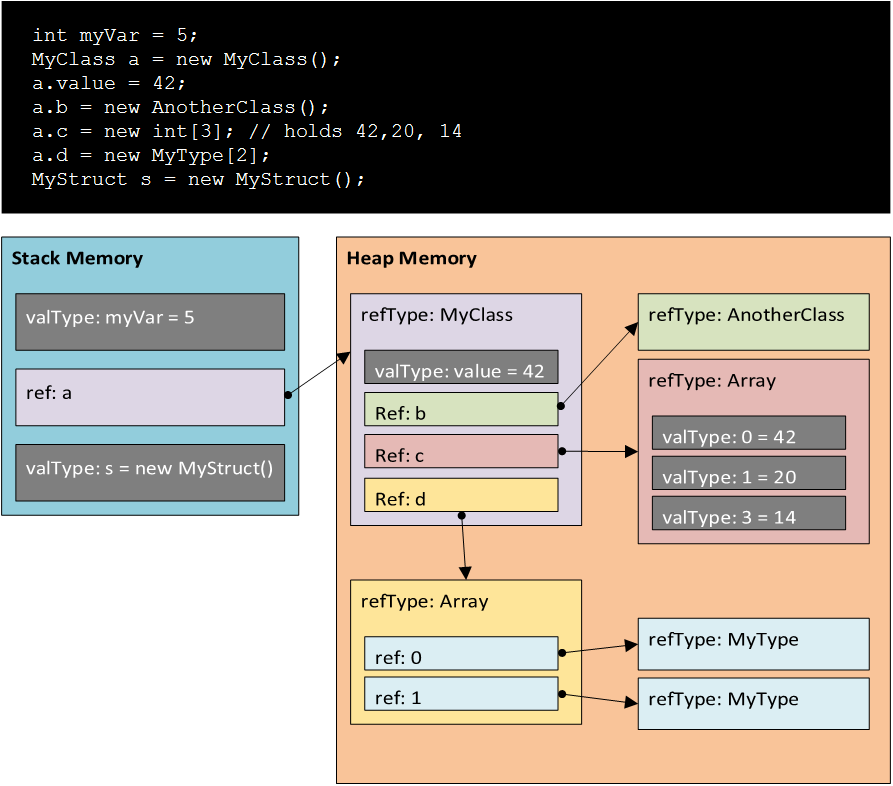 int myVar = 5;
MyClass a = new MyClass();
a.value = 42;
a.b = new AnotherClass();
a.c = new int[3]; // holds 42,20, 14
a.d = new MyType[2];
MyStruct s = new MyStruct();
Stack Memory
valType: myVar = 5
ref: a
valType: s = new MyStruct()
Heap Memory
refType: MyClass
valType: value = 42
Ref: b
Ref: c
Ref: d
refType: AnotherClass
refType: Array
valType: 0 = 42
valType: 1 = 20
valType: 3 = 14
refType: Array
ref: 0
ref: 1
refType: MyType
refType: MyType